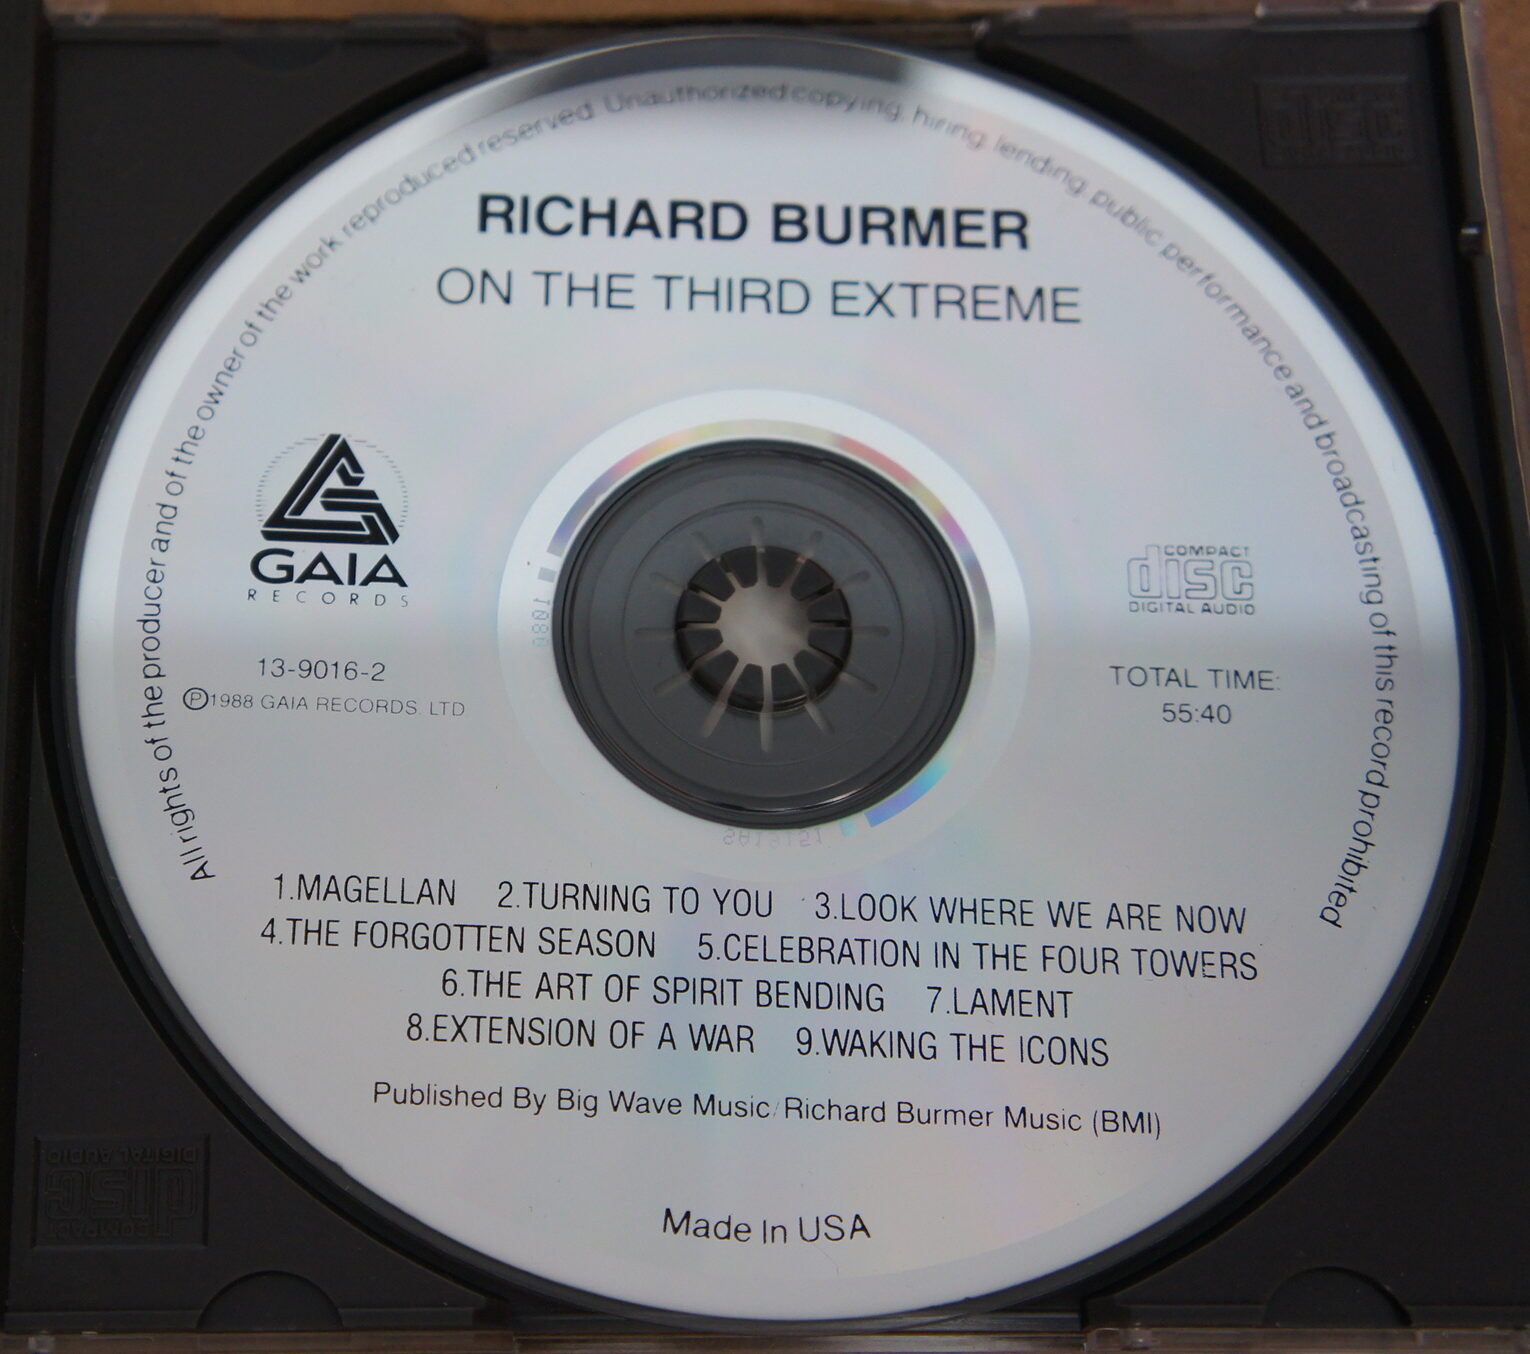 All rights of the producer and of the owner of the work reproduced reserved. Unauthorized copying, hiring, lending, public performance and broadcasting of this record prohibited
RICHARD BURMER
ON THE THIRD EXTREME
GAIA
RECORDS
13-9016-2
Ⓟ1988 GAIA RECORDS. LTD
COMPACT
disc
DIGITAL AUDIO
TOTAL TIME:
55:40
1.MAGELLAN 2.TURNING TO YOU 3.LOOK WHERE WE ARE NOW
4.THE FORGOTTEN SEASON 5.CELEBRATION IN THE FOUR TOWERS
6.THE ART OF SPIRIT BENDING 7.LAMENT
8.EXTENSION OF A WAR 9.WAKING THE ICONS
Published By Big Wave Music/Richard Burmer Music (BMI)
Made In USA
COMPACT
disc
DIGITAL AUDIO